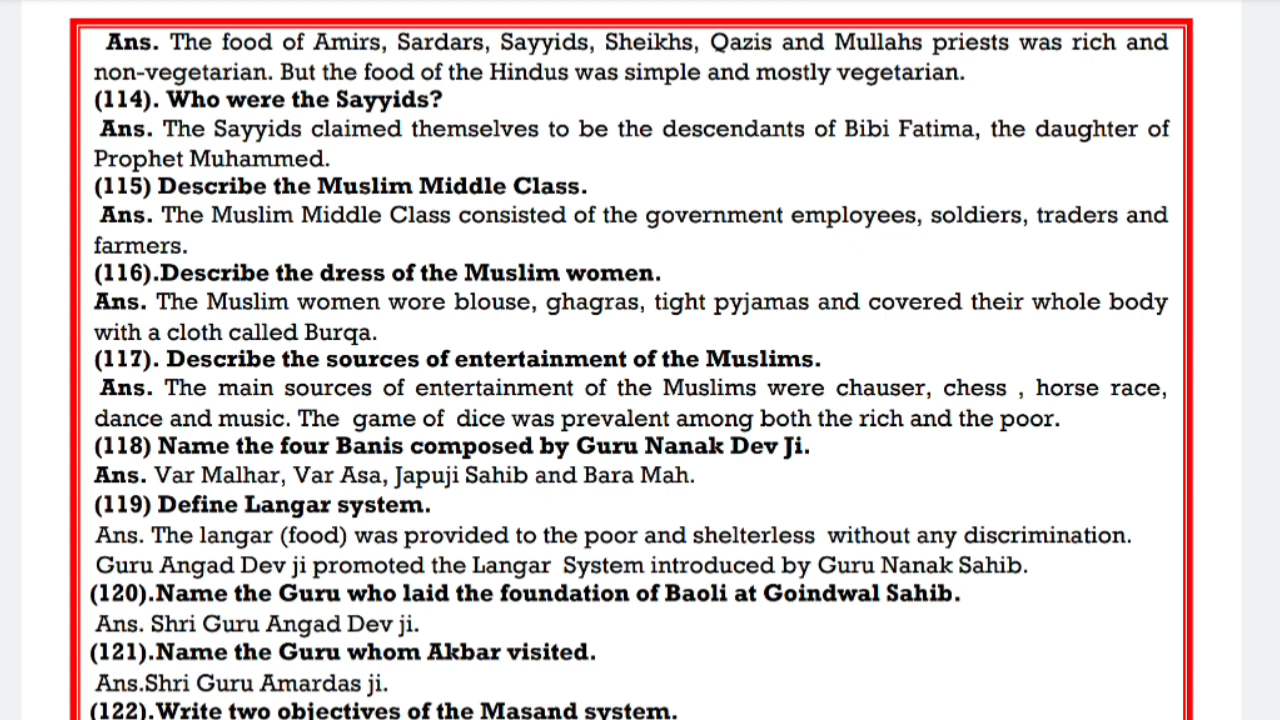 Ans. The food of Amirs, Sardars, Sayyids, Sheikhs, Qazis and Mullahs priests was rich and
non-vegetarian. But the food of the Hindus was simple and mostly vegetarian.
(114). Who were the Sayyids?
Ans. The Sayyids claimed themselves to be the descendants of Bibi Fatima, the daughter of
Prophet Muhammed.
(115) Describe the Muslim Middle Class.
Ans. The Muslim Middle Class consisted of the government employees, soldiers, traders and
farmers.
(116).Describe the dress of the Muslim women.
Ans. The Muslim women wore blouse, ghagras, tight pyjamas and covered their whole body
with a cloth called Burqa.
(117). Describe the sources of entertainment of the Muslims.
Ans. The main sources of entertainment of the Muslims were chauser, chess , horse race,
dance and music. The game of dice was prevalent among both the rich and the poor.
(118) Name the four Banis composed by Guru Nanak Dev Ji.
Ans. Var Malhar, Var Asa, Japuji Sahib and Bara Mah.
(119) Define Langar system.
Ans. The langar (food) was provided to the poor and shelterless without any discrimination.
Guru Angad Dev ji promoted the Langar System introduced by Guru Nanak Sahib.
(120).Name the Guru who laid the foundation of Baoli at Goindwal Sahib.
Ans. Shri Guru Angad Dev ji.
(121).Name the Guru whom Akbar visited.
Ans.Shri Guru Amardas ji.
(122).Write two objectives of the Masand system.